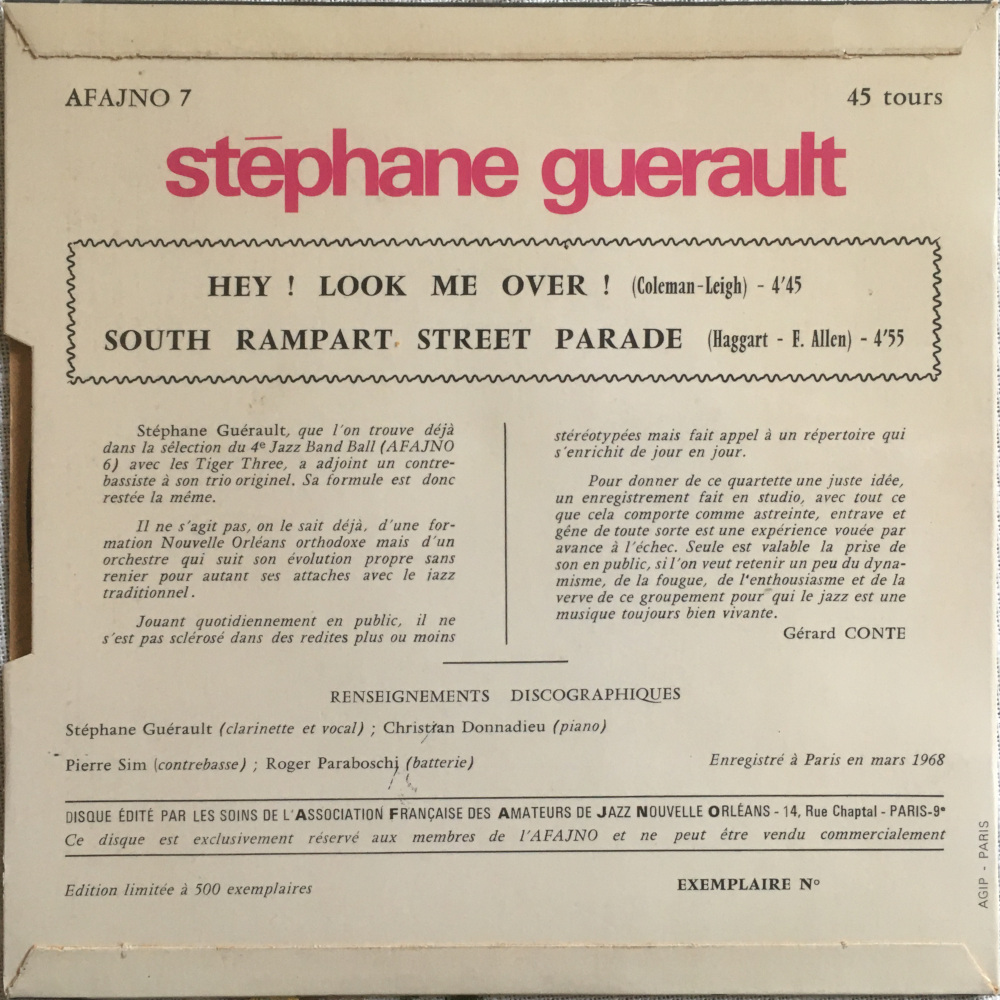 AFAJNO 7
45 tours
stēphane guerault
HEY ! LOOK ME OVER ! (Coleman-Leigh) - 4'45
SOUTH RAMPART STREET PARADE (Haggart - F. Allen) - 4'55
Stéphane Guérault, que l'on trouve déjà
dans la sélection du 4e Jazz Band Ball (AFAJNO
6) avec les Tiger Three, a adjoint un contre-
bassiste à son trio originel. Sa formule est donc
restée la même.
Il ne s'agit pas, on le sait déjà, d'une for-
mation Nouvelle Orléans orthodoxe mais d'un
orchestre qui suit son évolution propre sans
renier pour autant ses attaches avec le jazz
traditionnel.
Jouant quotidiennement en public, il ne
s'est pas sclérosé dans des redites plus ou moins
stéréotypées mais fait appel à un répertoire qui
s'enrichit de jour en jour.
Pour donner de ce quartette une juste idée,
un enregistrement fait en studio, avec tout ce
que cela comporte comme astreinte, entrave et
gêne de toute sorte est une expérience vouée par
avance à l'échec. Seule est valable la prise de
son en public, si l'on veut retenir un peu du dyna-
misme, de la fougue, de l'enthousiasme et de la
verve de ce groupement pour qui le jazz est une
musique toujours bien vivante.
Gérard CONTE
RENSEIGNEMENTS DISCOGRAPHIQUES
Stéphane Guérault (clarinette et vocal) ; Christian Donnadieu (piano)
Pierre Sim (contrebasse) ; Roger Paraboschi (batterie)
Enregistré à Paris en mars 1968
DISQUE ÉDITÉ PAR LES SOINS DE L'ASSOCIATION FRANÇAISE DES AMATEURS DE JAZZ NOUVELLE ORLÉANS - 14, Rue Chaptal - PARIS-9e
Ce disque est exclusivement réservé aux membres de l'AFAJNO et ne peut être vendu commercialement
Edition limitée à 500 exemplaires
EXEMPLAIRE No
AGIP - PARIS